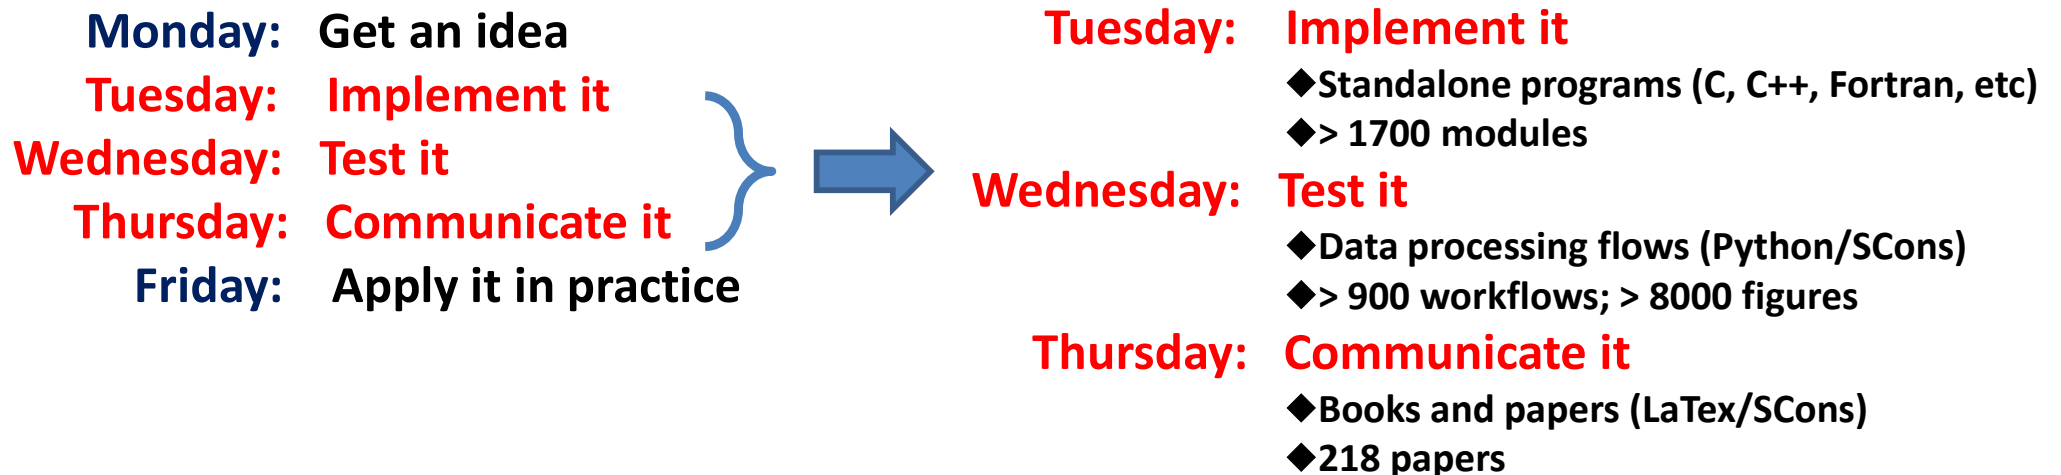 Monday: Get an idea
Tuesday: Implement it
Wednesday: Test it
Thursday: Communicate it
Friday: Apply it in practice
Tuesday: Implement it
◆Standalone programs (C, C++, Fortran, etc)
◆> 1700 modules
Wednesday: Test it
◆Data processing flows (Python/SCons)
◆> 900 workflows; > 8000 figures
Thursday: Communicate it
◆Books and papers (LaTex/SCons)
◆218 papers